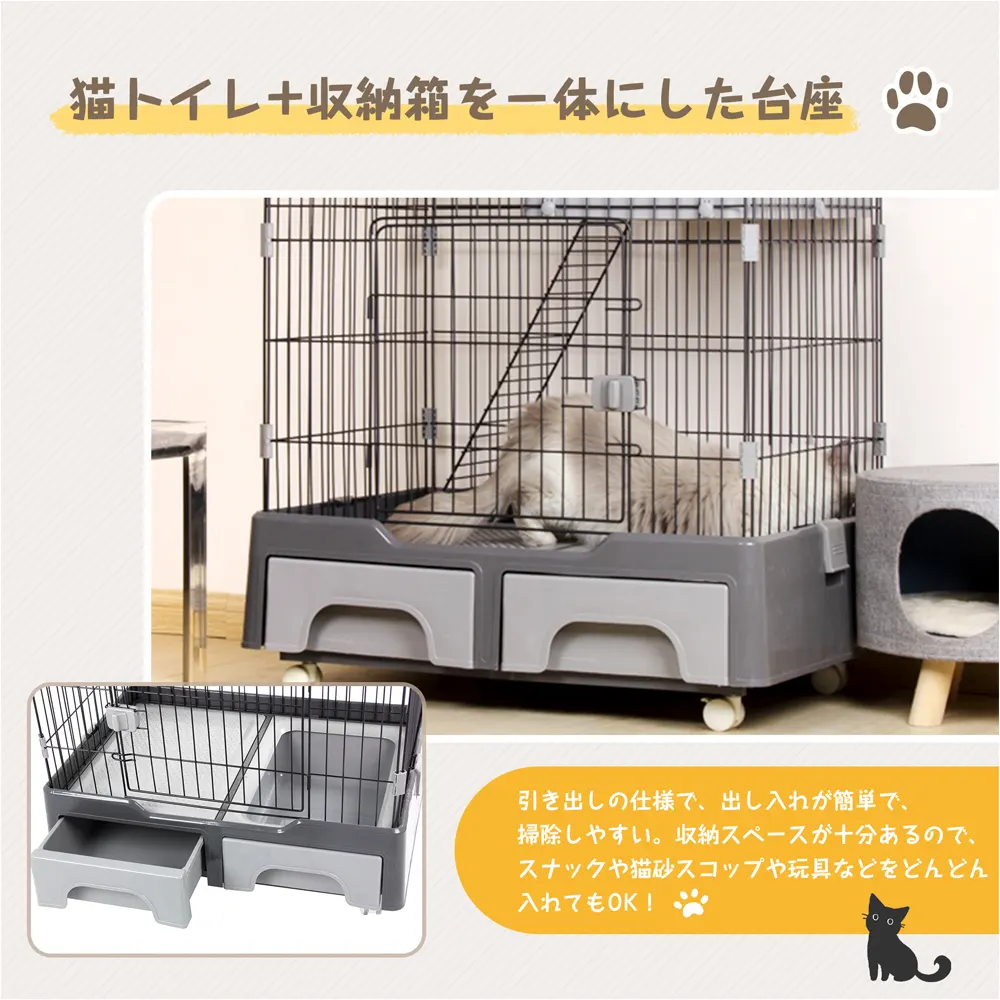 猫トイレ+収納箱を一体にした台座
引き出しの仕様で、出し入れが簡単で、
掃除しやすい。収納スペースが十分あるので、
スナックや猫砂スコップや玩具などをどんどん
入れてもOK！